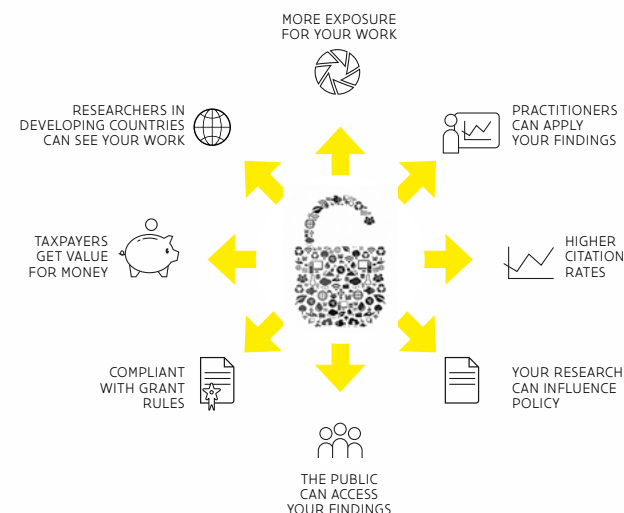 MORE EXPOSURE
FOR YOUR WORK
RESEARCHERS IN
DEVELOPING COUNTRIES
CAN SEE YOUR WORK
PRACTITIONERS
CAN APPLY
YOUR FINDINGS
TAXPAYERS
GET VALUE
FOR MONEY
HIGHER
CITATION
RATES
COMPLIANT
WITH GRANT
RULES
YOUR RESEARCH
CAN INFLUENCE
POLICY
THE PUBLIC
CAN ACCESS
YOUR FINDINGS